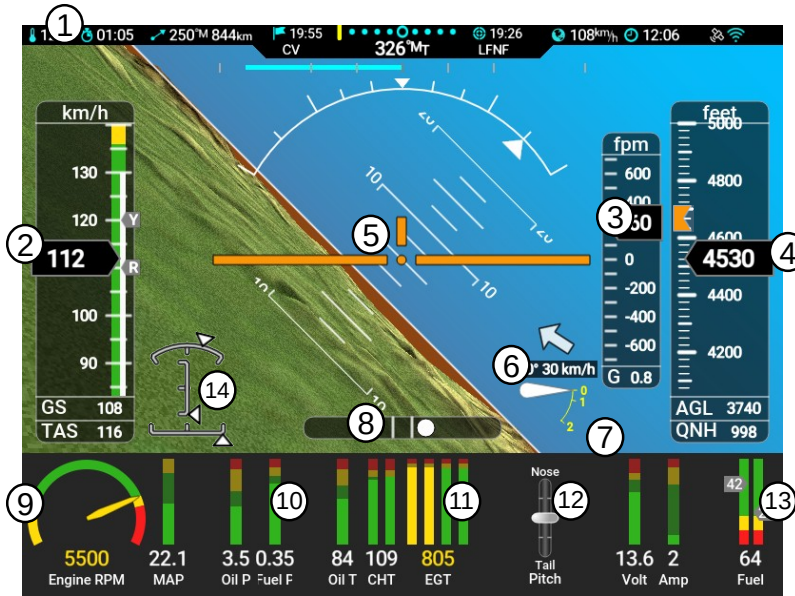 1
01:05
250°M 844km
19:55
CV
326°MT
19:26
LFNF
108km/h
12:06
km/h
130
120
Y
2
112
R
100
90
GS 108
TAS 116
14
20
20
10
10
10
10
5
fpm
600
400
3
0
-200
-400
-600
G 0.8
feet
5000
4800
4600
4530
4
4400
4200
AGL 3740
QNH 998
6
30 km/h
0
1
2
7
8
9
5500
Engine RPM
22.1
MAP
10
3.5
Oil P
0.35
Fuel P
84
Oil T
109
CHT
11
805
EGT
Nose
12
Tail
Pitch
13.6
Volt
2
Amp
42
13
64
Fuel